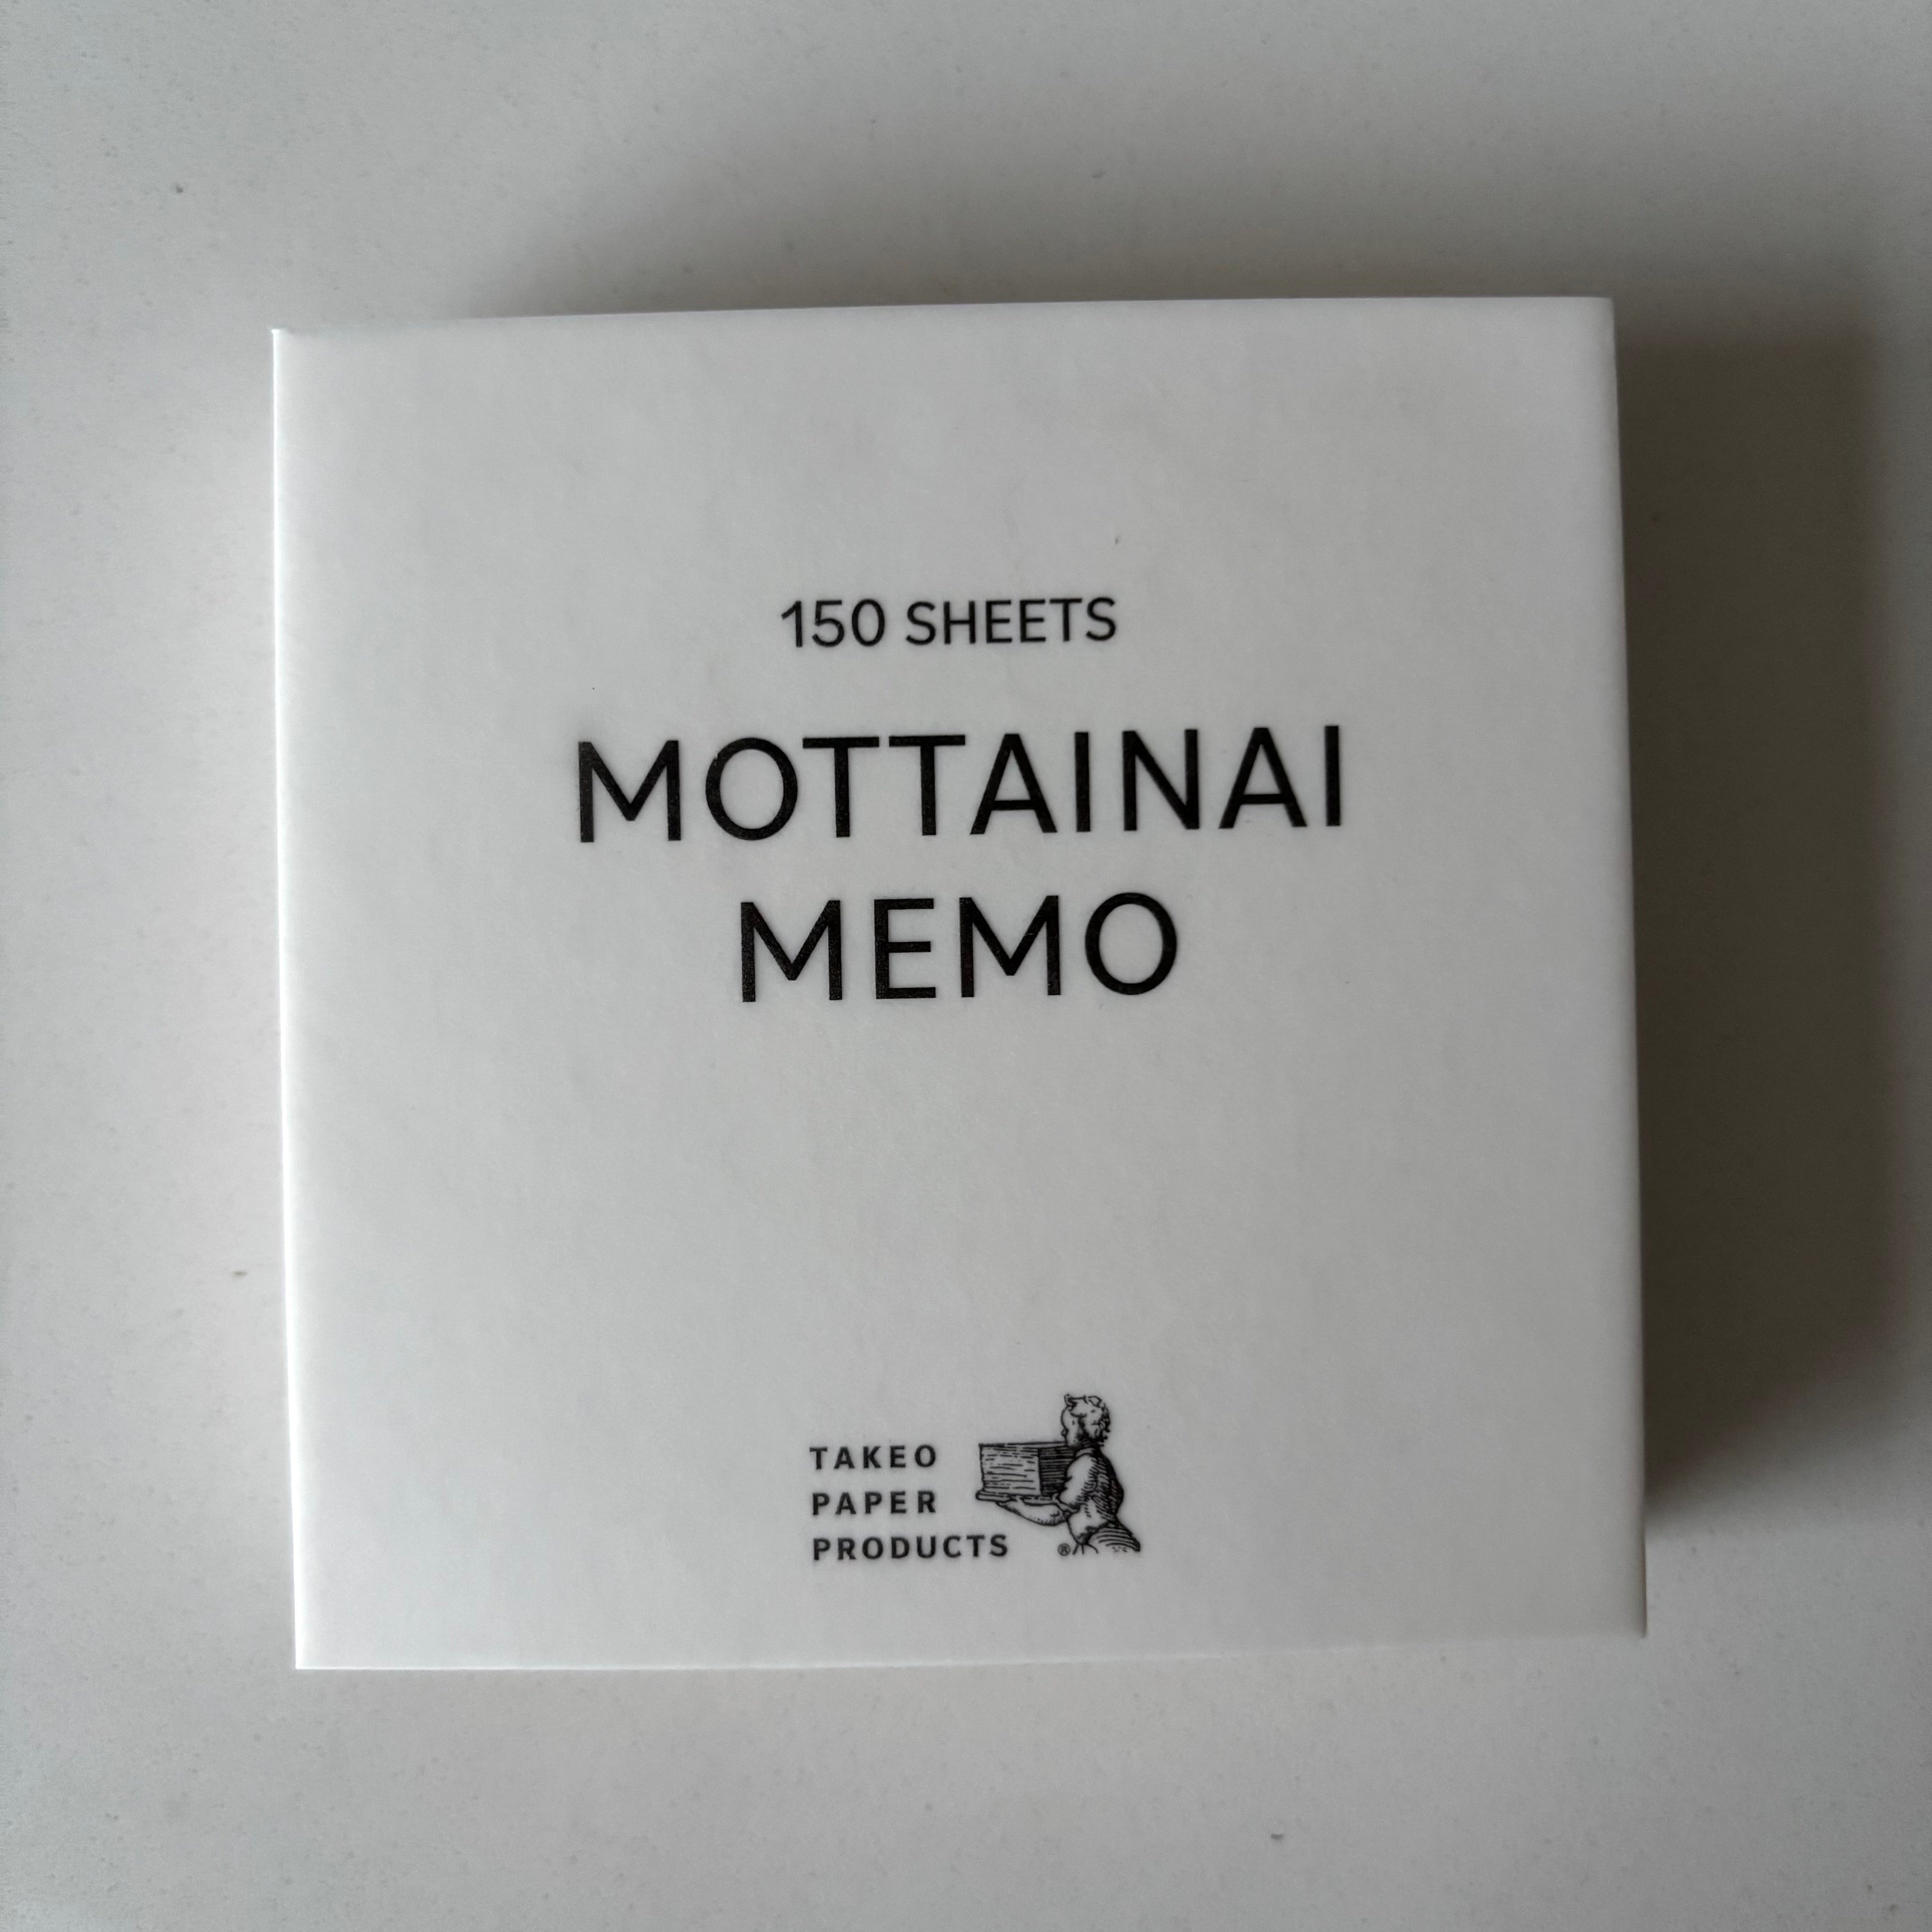 150 SHEETS
MOTTAINAI
MEMO
TAKEO
PAPER
PRODUCTS
®